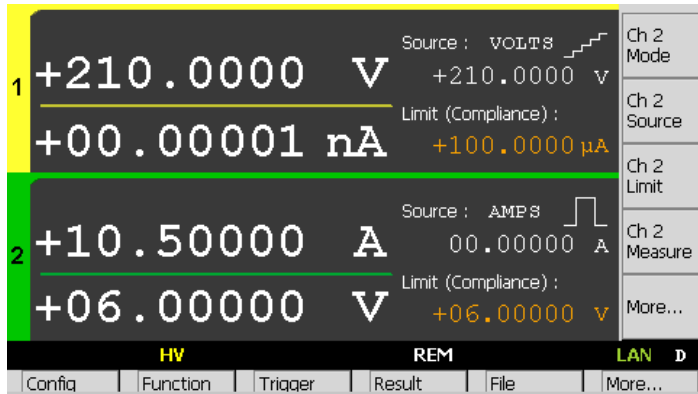 1
+210.0000 V
Source : VOLTS
+210.0000 V
+00.00001 nA
Limit (Compliance) :
+100.0000 µA
2
+10.50000 A
Source : AMPS
00.00000 A
+06.00000 V
Limit (Compliance) :
+06.00000 V
Ch 2
Mode
Ch 2
Source
Ch 2
Limit
Ch 2
Measure
More...
HV REM LAN D
Config Function Trigger Result File More...